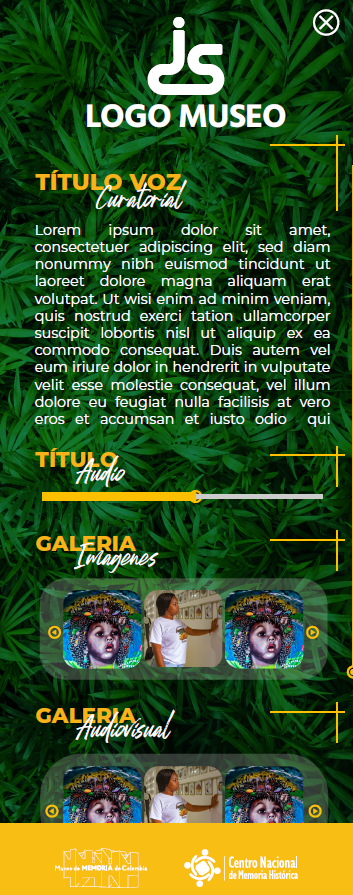 JS
LOGO MUSEO
TÍTULO VOZ
Curatorial
Lorem ipsum dolor sit amet,
consectetuer adipiscing elit, sed diam
nonummy nibh euismod tincidunt ut
laoreet dolore magna aliquam erat
volutpat. Ut wisi enim ad minim veniam,
quis nostrud exerci tation ullamcorper
suscipit lobortis nisl ut aliquip ex ea
commodo consequat. Duis autem vel
eum iriure dolor in hendrerit in vulputate
velit esse molestie consequat, vel illum
dolore eu feugiat nulla facilisis at vero
eros et accumsan et iusto odio qui
TÍTULO
Audio
GALERIA
Imagenes
GALERIA
Audiovisual
Museo de MEMORIA de Colombia
Centro Nacional
de Memoria Histórica